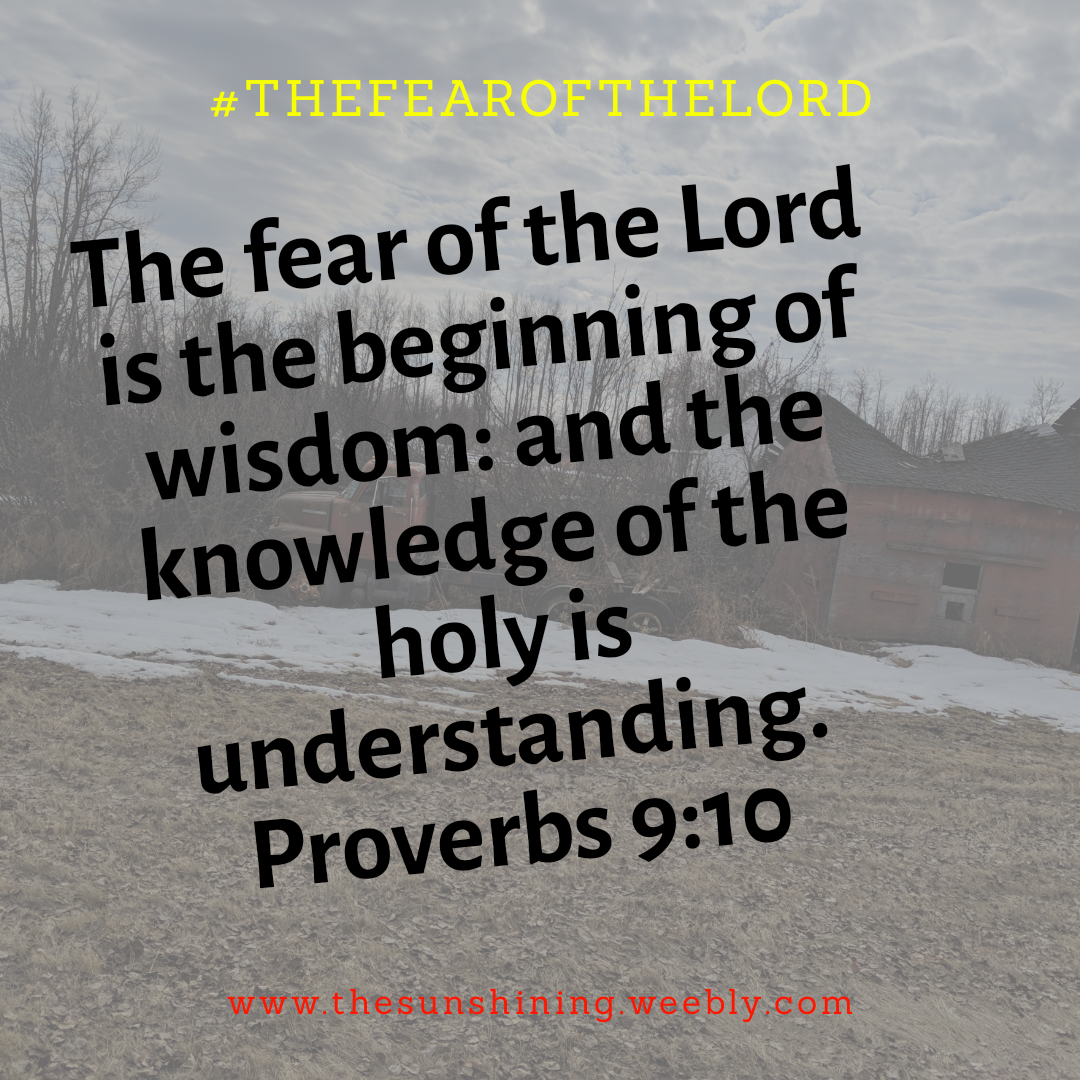 #THEFEAROFTHELORD
The fear of the Lord
is the beginning of
wisdom: and the
knowledge of the
holy is
understanding.
Proverbs 9:10
www.thesunshining.weebly.com